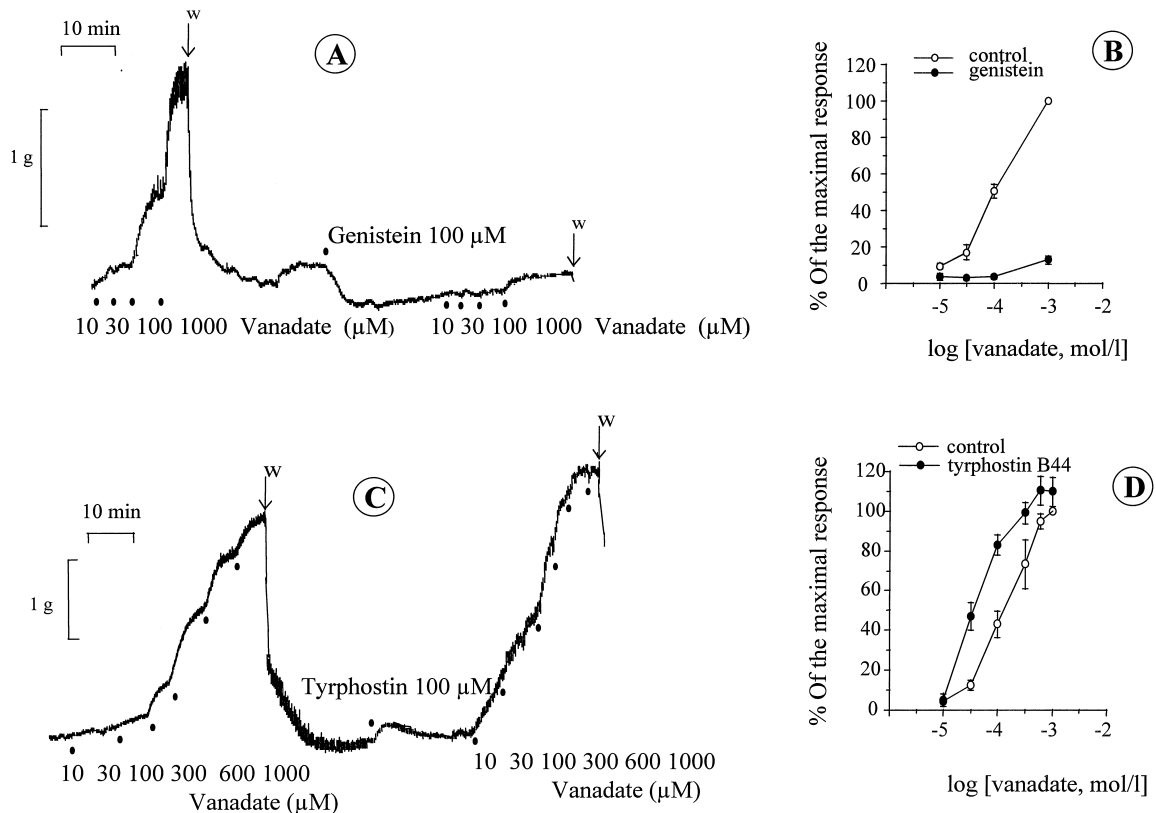 10 min
w
A
1 g
Genistein 100 µM
w
10 30 100 1000 Vanadate (µM)
10 30 100 1000 Vanadate (µM)
B
control
genistein
% Of the maximal response
120
100
80
60
40
20
0
-5 -4 -3 -2
log [vanadate, mol/l]
10 min
w
C
1 g
w
Tyrphostin 100 µM
10 30 100 300 600 1000
Vanadate (µM)
10 30 100 300 600 1000
Vanadate (µM)
D
control
tyrphostin B44
% Of the maximal response
120
100
80
60
40
20
0
-5 -4 -3 -2
log [vanadate, mol/l]